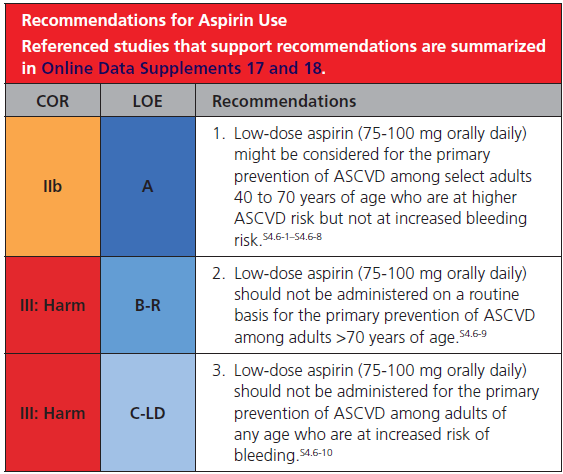 Recommendations for Aspirin Use
Referenced studies that support recommendations are summarized
in Online Data Supplements 17 and 18.
COR LOE Recommendations
IIb A
1. Low-dose aspirin (75-100 mg orally daily)
might be considered for the primary
prevention of ASCVD among select adults
40 to 70 years of age who are at higher
ASCVD risk but not at increased bleeding
risk.S4.6-1–S4.6-8
III: Harm B-R
2. Low-dose aspirin (75-100 mg orally daily)
should not be administered on a routine
basis for the primary prevention of ASCVD
among adults >70 years of age.S4.6-9
III: Harm C-LD
3. Low-dose aspirin (75-100 mg orally daily)
should not be administered for the primary
prevention of ASCVD among adults of
any age who are at increased risk of
bleeding.S4.6-10